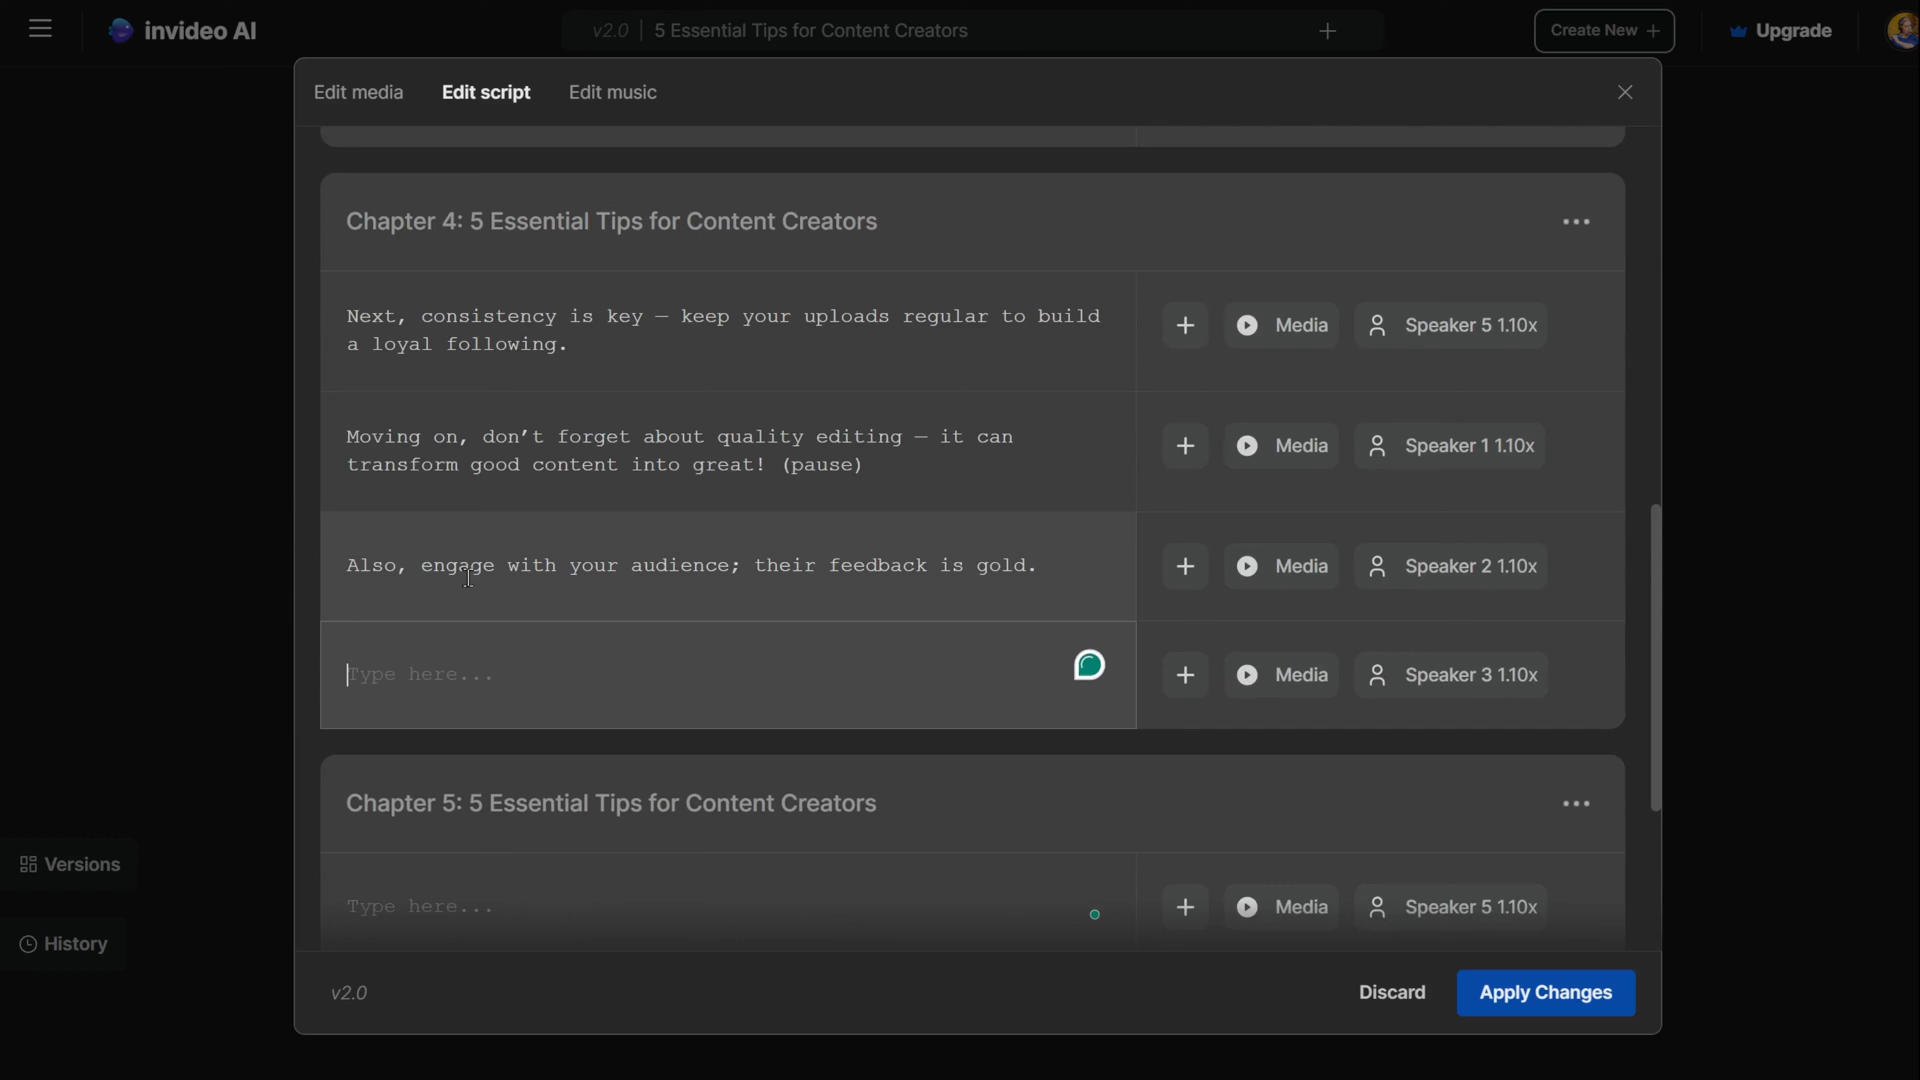 invideo AI
v2.0 | 5 Essential Tips for Content Creators
Create New +
Upgrade
Edit media
Edit script
Edit music
Chapter 4: 5 Essential Tips for Content Creators
Next, consistency is key — keep your uploads regular to build
a loyal following.
Media
Speaker 5 1.10x
Moving on, don’t forget about quality editing — it can
transform good content into great! (pause)
Media
Speaker 1 1.10x
Also, engage with your audience; their feedback is gold.
Media
Speaker 2 1.10x
Type here...
Media
Speaker 3 1.10x
Chapter 5: 5 Essential Tips for Content Creators
Type here...
Media
Speaker 5 1.10x
Versions
History
v2.0
Discard
Apply Changes